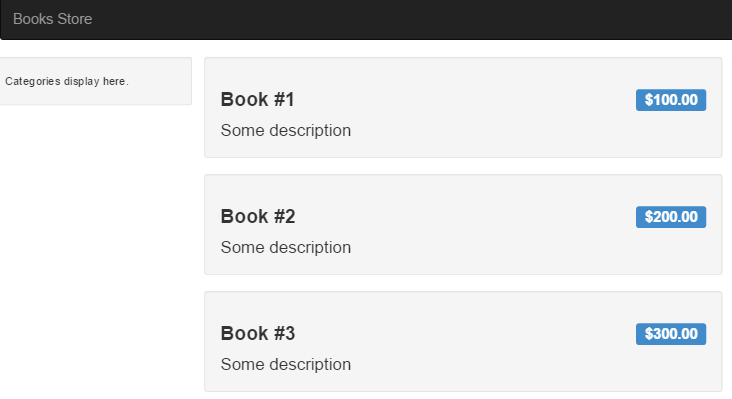 Books Store
Categories display here.
Book #1
$100.00
Some description
Book #2
$200.00
Some description
Book #3
$300.00
Some description